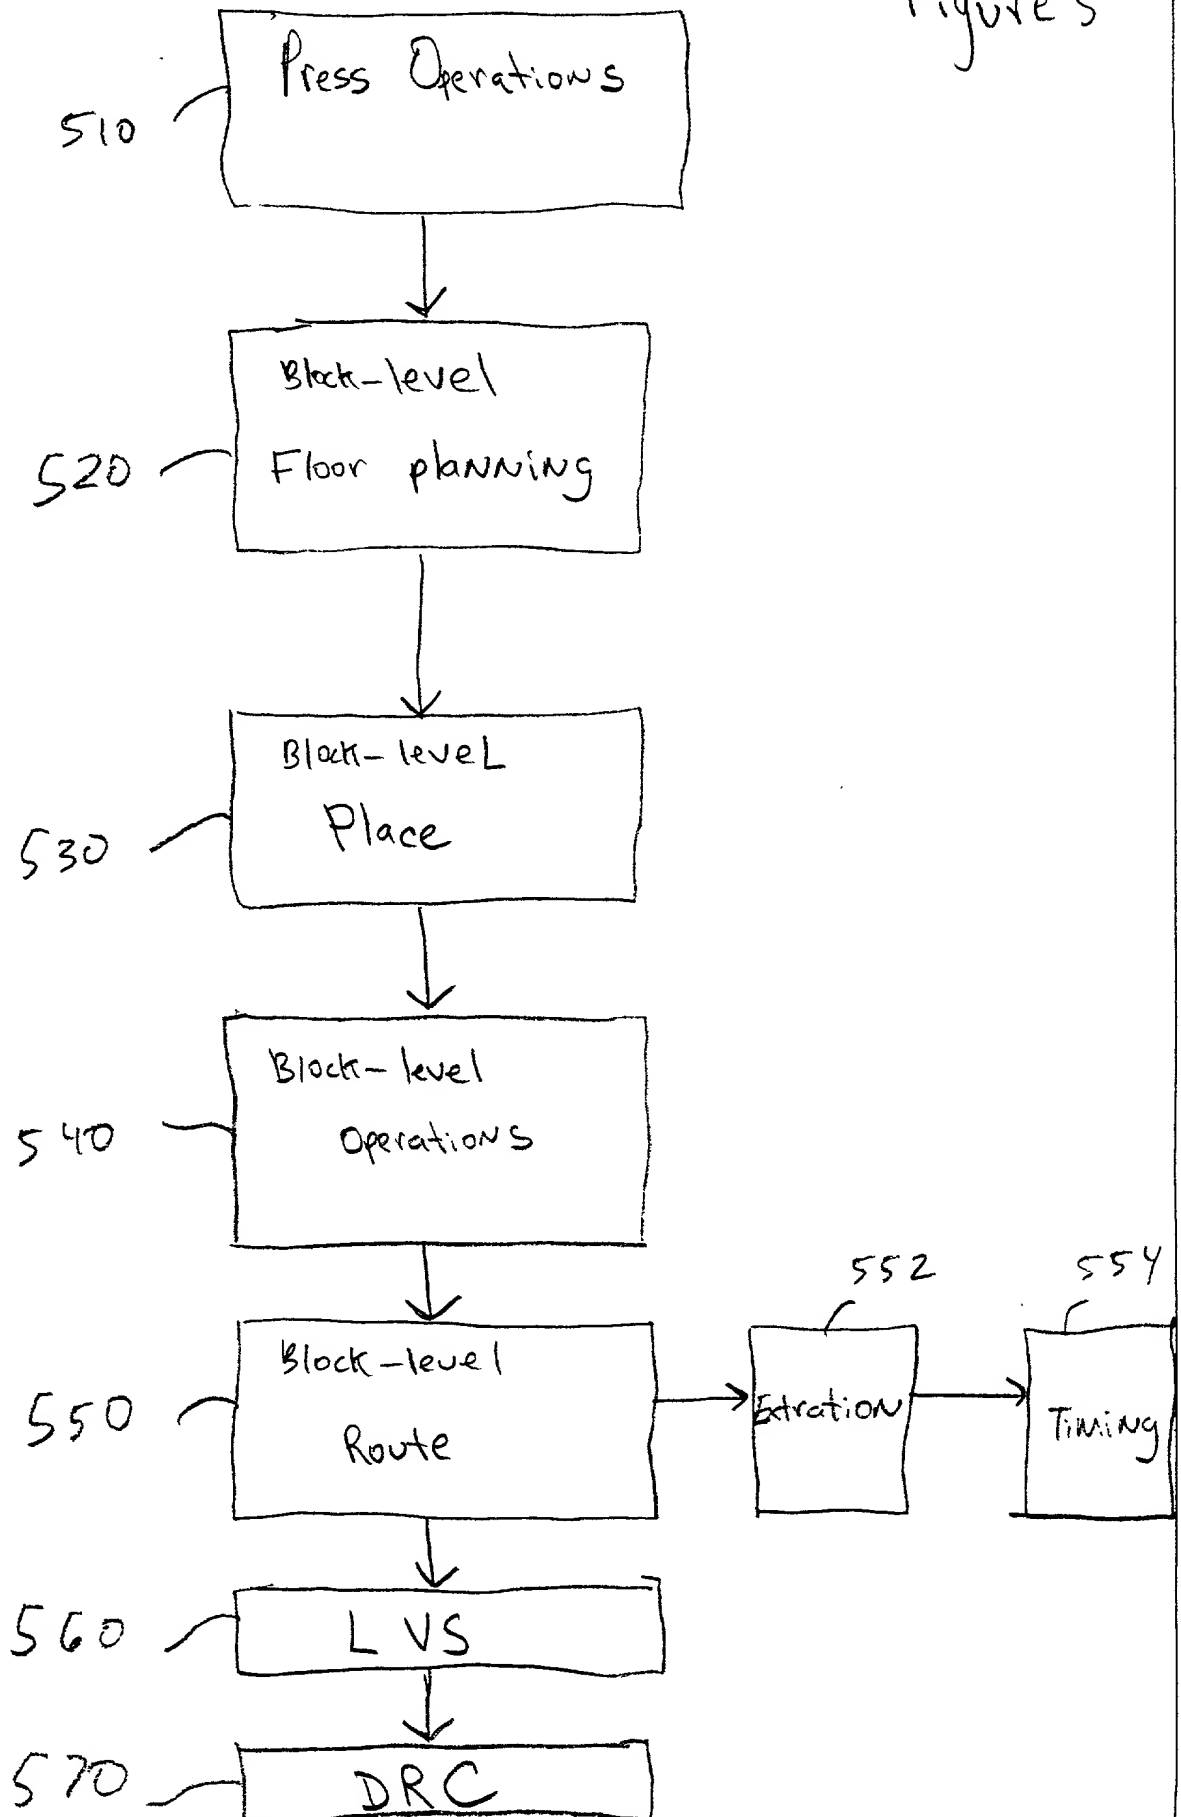 Figure 5
Press Operations
510
Block-level
Floor planning
520
Block-level
Place
530
Block-level
Operations
540
552
554
Block-level
Route
550
Extration
Timing
560
LVS
570
DRC